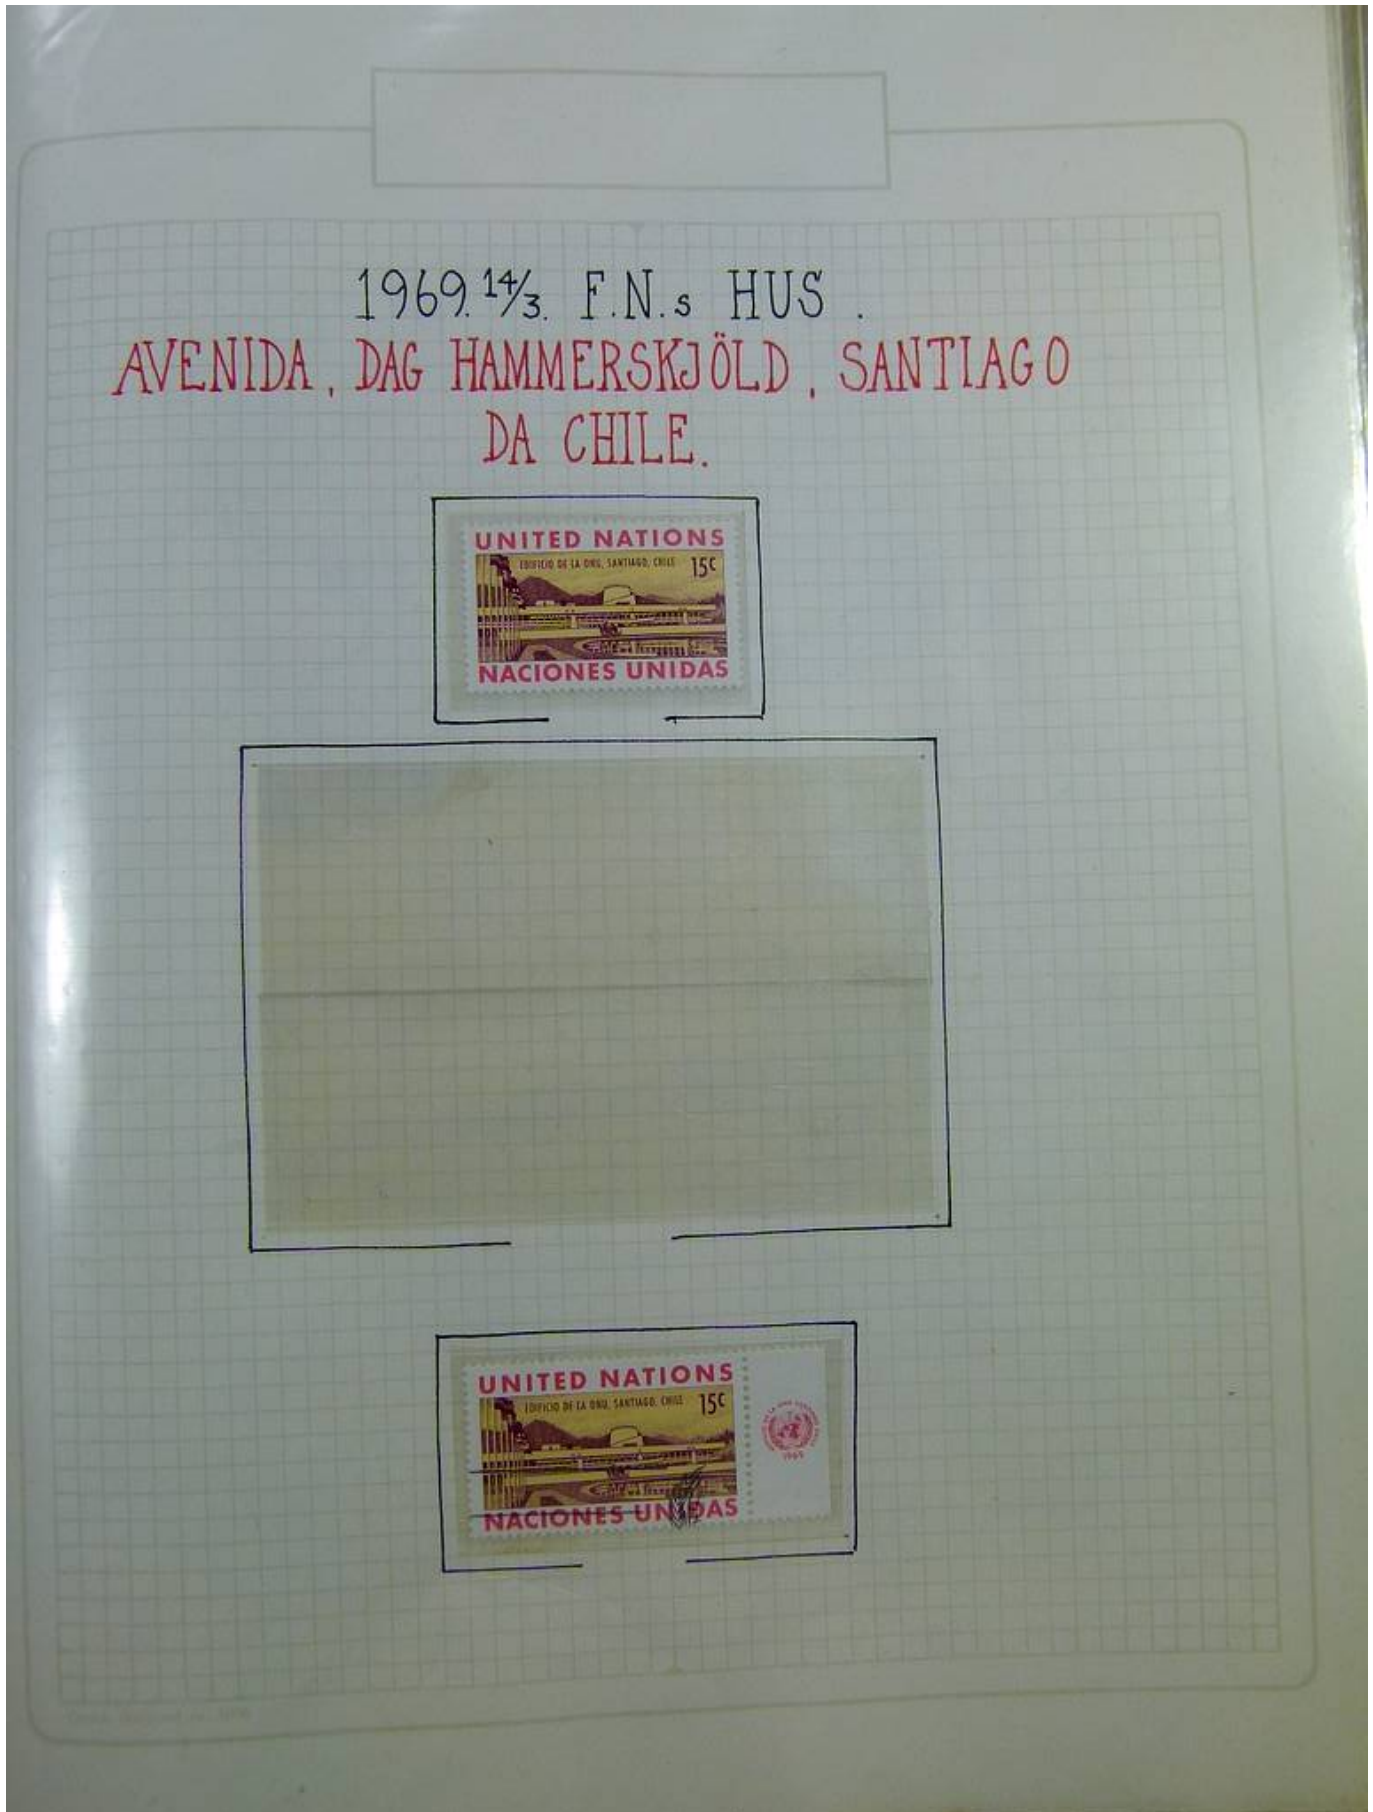 1969. 14/3. F.N.s HUS.
AVENIDA, DAG HAMMERSKJÖLD, SANTIAGO
DA CHILE.
UNITED NATIONS
EDIFICIO DE LA ONU, SANTIAGO, CHILE 15c
NACIONES UNIDAS
UNITED NATIONS
EDIFICIO DE LA ONU, SANTIAGO, CHILE 15c
NACIONES UNIDAS
1969